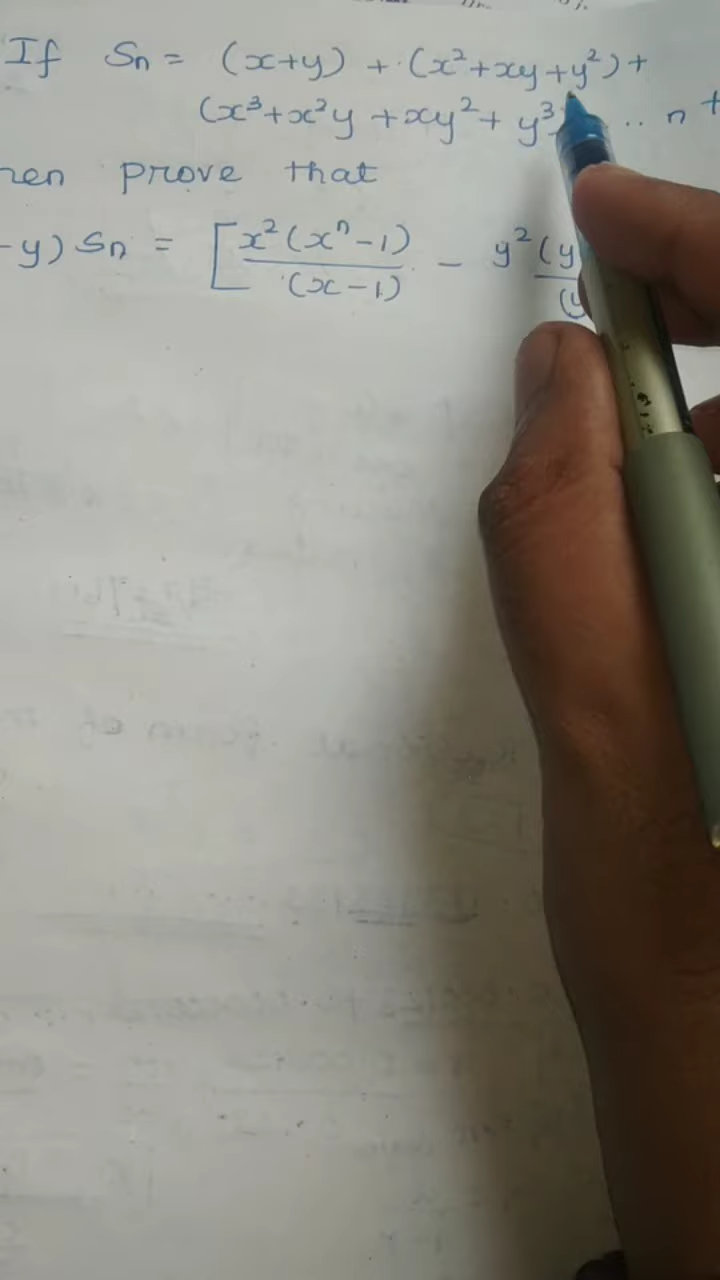 If Sn = (x+y) + (x²+xy+y²)+
(x³+x²y+xy²+y³ .. n +
prove that
-y) Sn = [x²(xⁿ-1)/(x-1) - y²(y